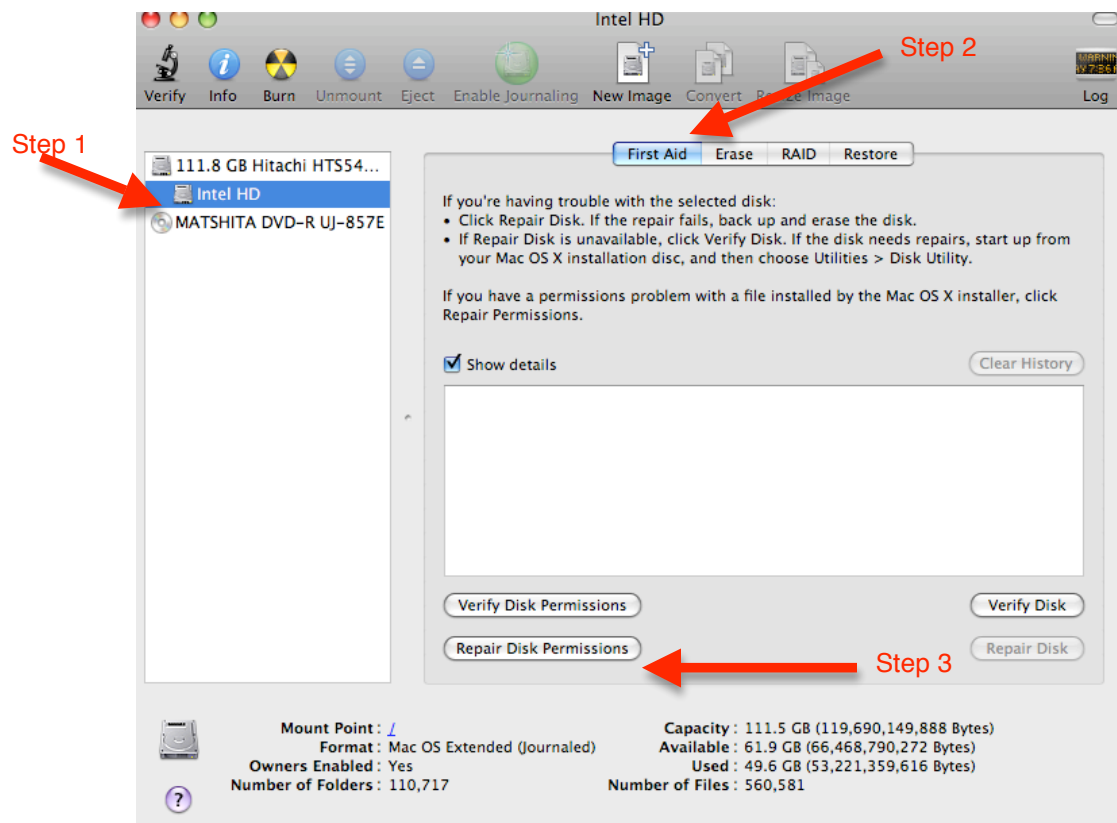 Intel HD
Step 2
Verify Info Burn Unmount Eject Enable Journaling New Image Convert Image Log
Step 1
111.8 GB Hitachi HTS54...
Intel HD
MATSHITA DVD-R UJ-857E
First Aid Erase RAID Restore
If you're having trouble with the selected disk:
• Click Repair Disk. If the repair fails, back up and erase the disk.
• If Repair Disk is unavailable, click Verify Disk. If the disk needs repairs, start up from
your Mac OS X installation disc, and then choose Utilities > Disk Utility.
If you have a permissions problem with a file installed by the Mac OS X installer, click
Repair Permissions.
Show details
Clear History
Verify Disk Permissions
Verify Disk
Repair Disk Permissions
Repair Disk
Step 3
Mount Point : /
Format : Mac OS Extended (Journaled)
Owners Enabled : Yes
Number of Folders : 110,717
Capacity : 111.5 GB (119,690,149,888 Bytes)
Available : 61.9 GB (66,468,790,272 Bytes)
Used : 49.6 GB (53,221,359,616 Bytes)
Number of Files : 560,581
?